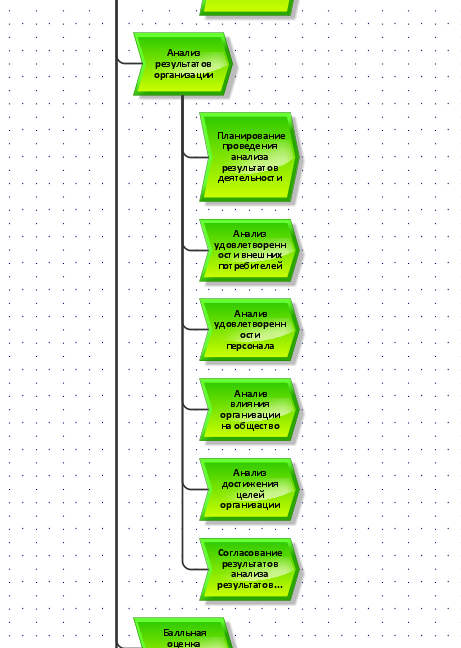 Анализ
результатов
организации
Планирование
проведения
анализа
результатов
деятельности
Анализ
удовлетворенн
ости внешних
потребителей
Анализ
удовлетворенн
ости
персонала
Анализ
влияния
организации
на общество
Анализ
достижения
целей
организации
Согласование
результатов
анализа
результатов...
Балльная
оценка